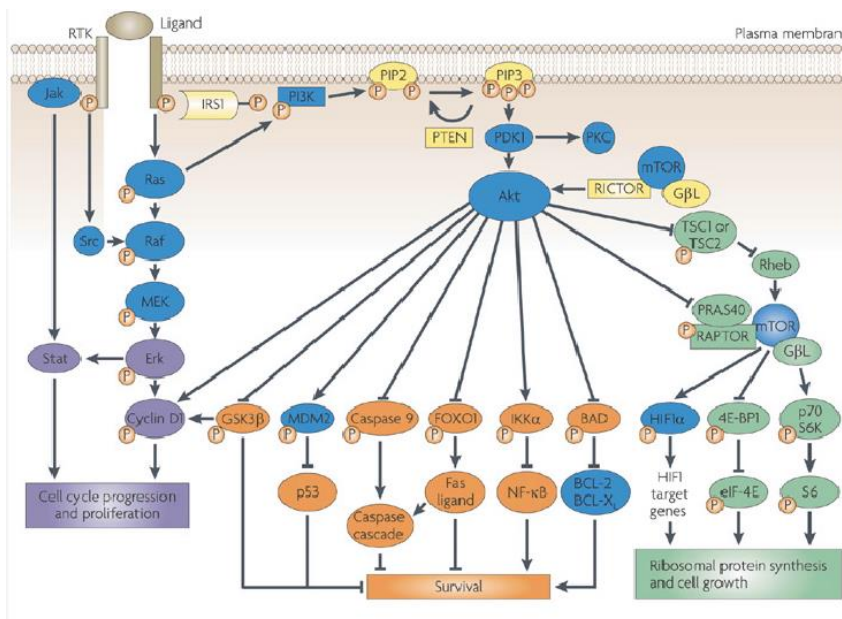 RTK
Ligand
Plasma membran
Jak
P
P
IRS1
P
PI3K
P
PIP2
P
P
PIP3
P
P
P
PTEN
PDK1
PKC
mTOR
RICTOR
GβL
Ras
P
Akt
TSC1 or
TSC2
P
Src
Raf
P
Rheb
MEK
P
PRAS40
mTOR
P
RAPTOR
GβL
Stat
Erk
P
Cyclin D1
P
GSK3β
P
MDM2
P
Caspase 9
P
FOXO1
P
IKKα
P
BAD
P
HIF1α
P
4E-BP1
P
p70
S6K
P
p53
Caspase
cascade
Fas
ligand
NF-κB
BCL-2
BCL-X
HIF1
target
genes
eIF-4E
P
S6
P
Cell cycle progression
and proliferation
Survival
Ribosomal protein synthesis
and cell growth